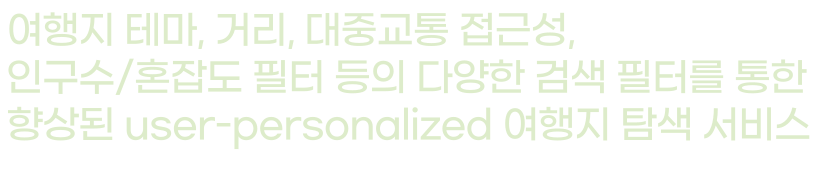 여행지 테마, 거리, 대중교통 접근성,
인구수/혼잡도 필터 등의 다양한 검색 필터를 통한
향상된 user-personalized 여행지 탐색 서비스